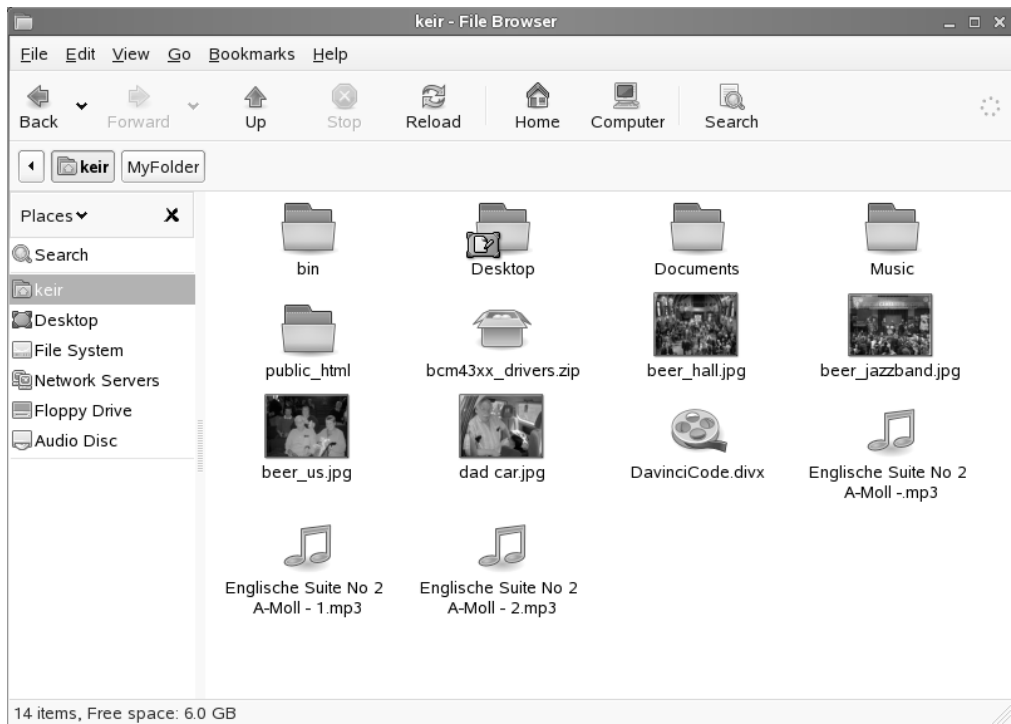 keir - File Browser
File Edit View Go Bookmarks Help
Back Forward Up Stop Reload Home Computer Search
keir MyFolder
Places
Search
keir
Desktop
File System
Network Servers
Floppy Drive
Audio Disc
bin Desktop Documents Music
public_html bcm43xx_drivers.zip beer_hall.jpg beer_jazzband.jpg
beer_us.jpg dad car.jpg DavinciCode.divx Englische Suite No 2
A-Moll -.mp3
Englische Suite No 2 Englische Suite No 2
A-Moll - 1.mp3 A-Moll - 2.mp3
14 items, Free space: 6.0 GB